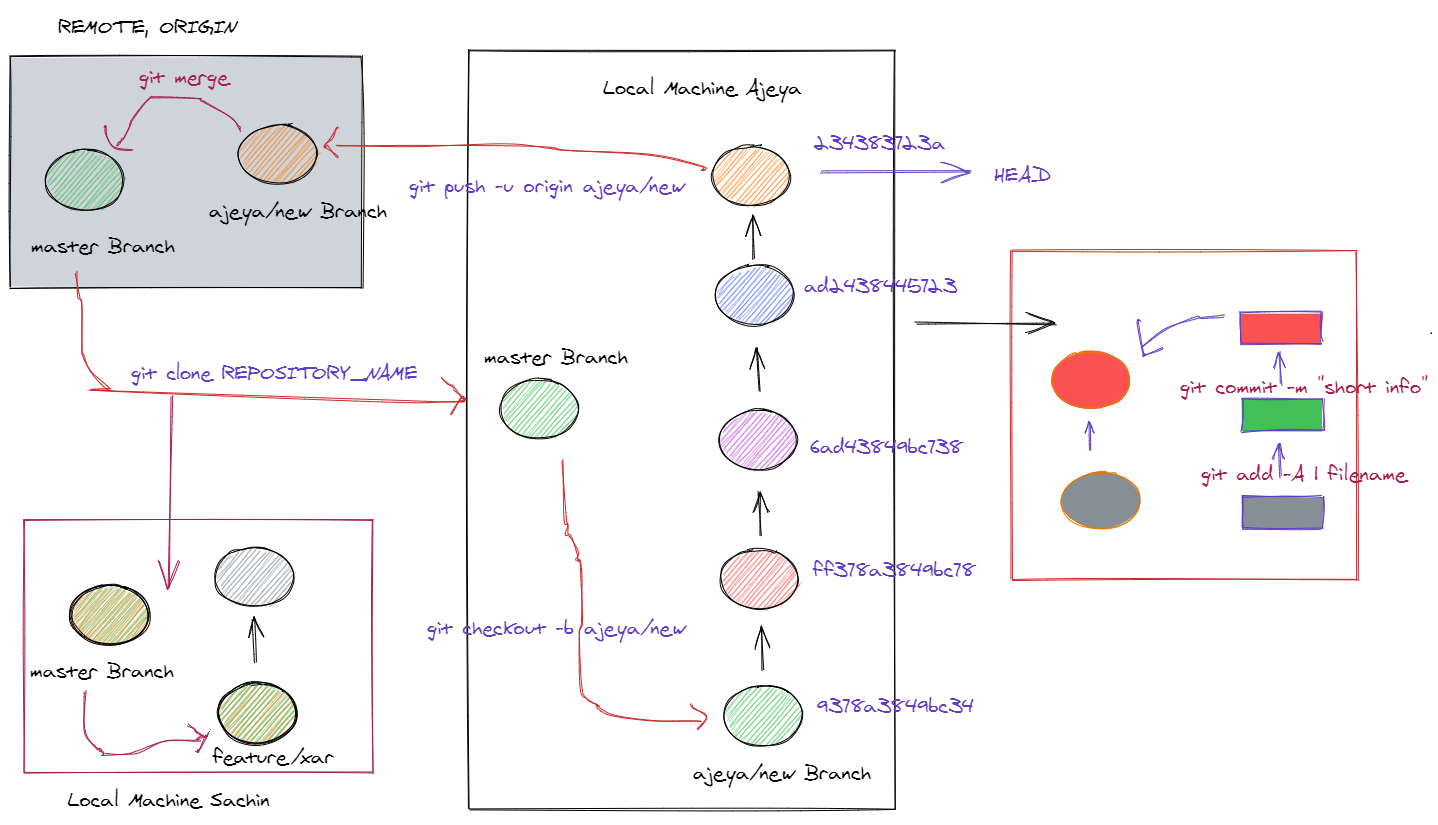 REMOTE, ORIGIN
git merge
ajeya/new Branch
master Branch
git clone REPOSITORY_NAME
Local Machine Ajeya
234383723a
HEAD
git push -u origin ajeya/new
ad2438445723
master Branch
6ad43849bc738
ff378a3849bc78
git checkout -b ajeya/new
9378a3849bc34
ajeya/new Branch
git commit -m "short info"
git add -A | filename
master Branch
feature/xar
Local Machine Sachin